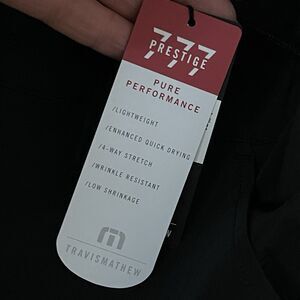 777
PRESTIGE
PURE
PERFORMANCE
/LIGHTWEIGHT
/ENHANCED QUICK DRYING
/4-WAY STRETCH
/WRINKLE RESISTANT
/LOW SHRINKAGE
TRAVISMATHEW